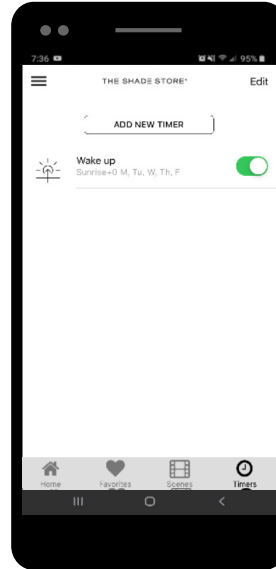 7:36 95%
THE SHADE STORE® Edit
ADD NEW TIMER
Wake up
Sunrise+0 M, Tu, W, Th, F
Home Favorites Scenes Timers